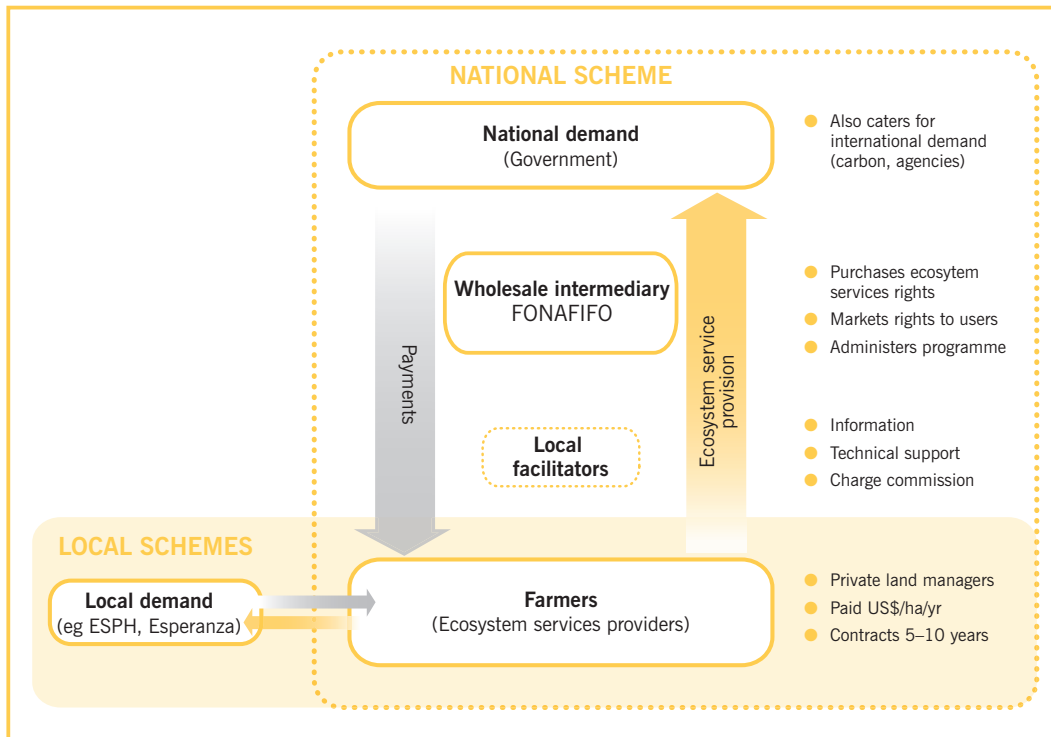 NATIONAL SCHEME
National demand
(Government)
Also caters for
international demand
(carbon, agencies)
Wholesale intermediary
FONAFIFO
Purchases ecosytem
services rights
Markets rights to users
Administers programme
Payments
Ecosystem service
provision
Local
facilitators
Information
Technical support
Charge commission
LOCAL SCHEMES
Local demand
(eg ESPH, Esperanza)
Farmers
(Ecosystem services providers)
Private land managers
Paid US$/ha/yr
Contracts 5–10 years